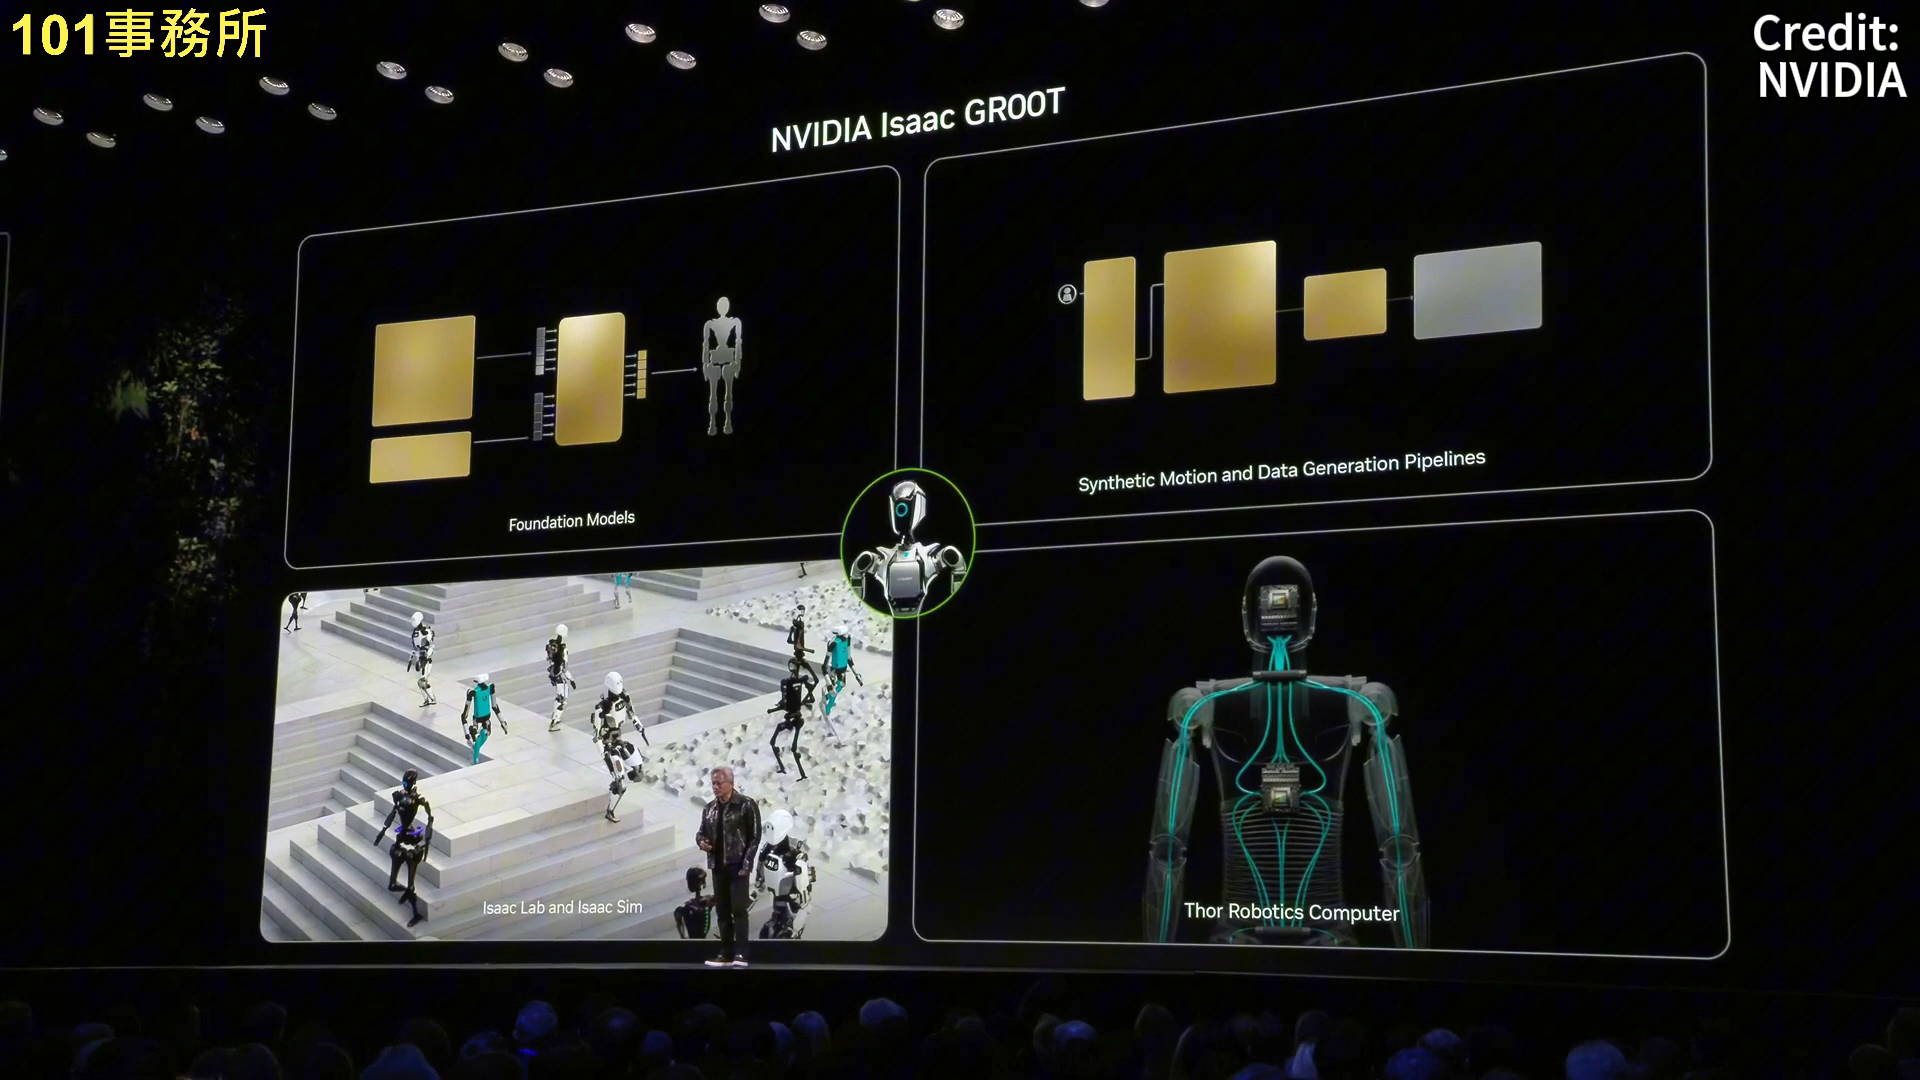 101事務所
Credit:
NVIDIA
NVIDIA Isaac GR00T
Foundation Models
Synthetic Motion and Data Generation Pipelines
Isaac Lab and Isaac Sim
Thor Robotics Computer